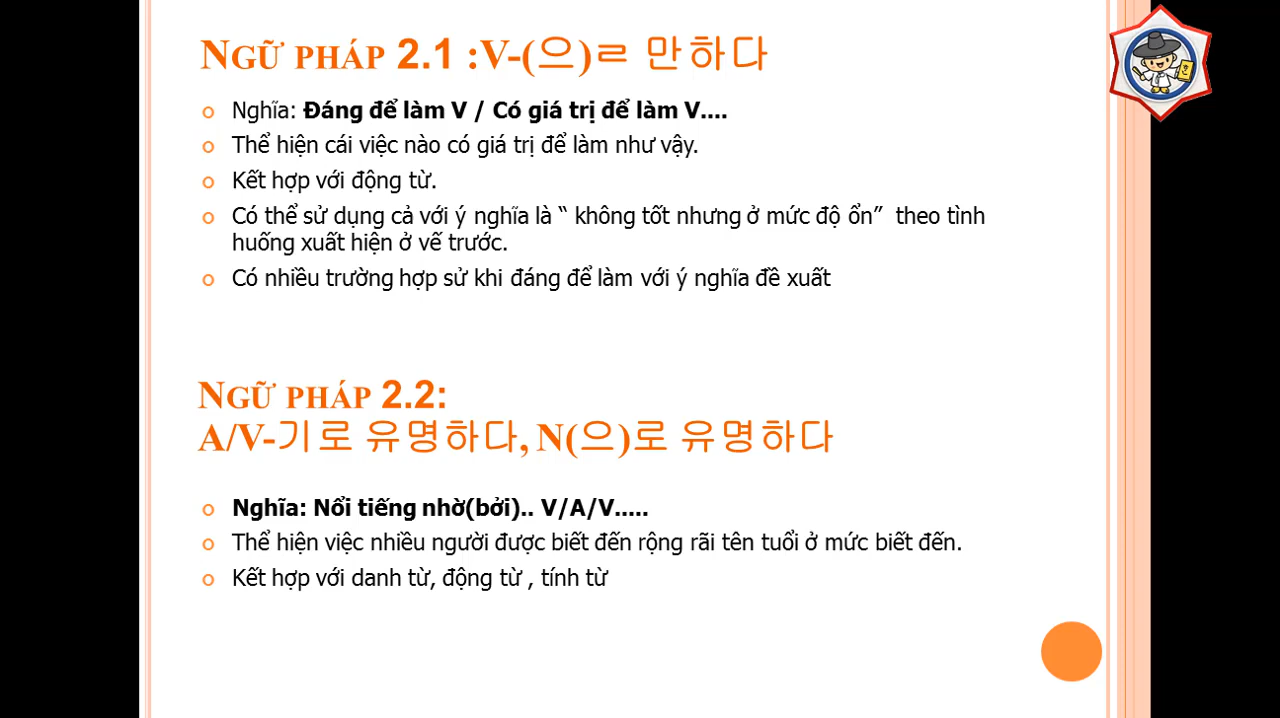 NGỮ PHÁP 2.1 :V-(으)ㄹ 만하다
Nghĩa: Đáng để làm V / Có giá trị để làm V....
Thể hiện cái việc nào có giá trị để làm như vậy.
Kết hợp với động từ.
Có thể sử dụng cả với ý nghĩa là “ không tốt nhưng ở mức độ ổn” theo tình
huống xuất hiện ở vế trước.
Có nhiều trường hợp sử khi đáng để làm với ý nghĩa đề xuất
NGỮ PHÁP 2.2:
A/V-기로 유명하다, N(으)로 유명하다
Nghĩa: Nổi tiếng nhờ(bởi).. V/A/V.....
Thể hiện việc nhiều người được biết đến rộng rãi tên tuổi ở mức biết đến.
Kết hợp với danh từ, động từ , tính từ